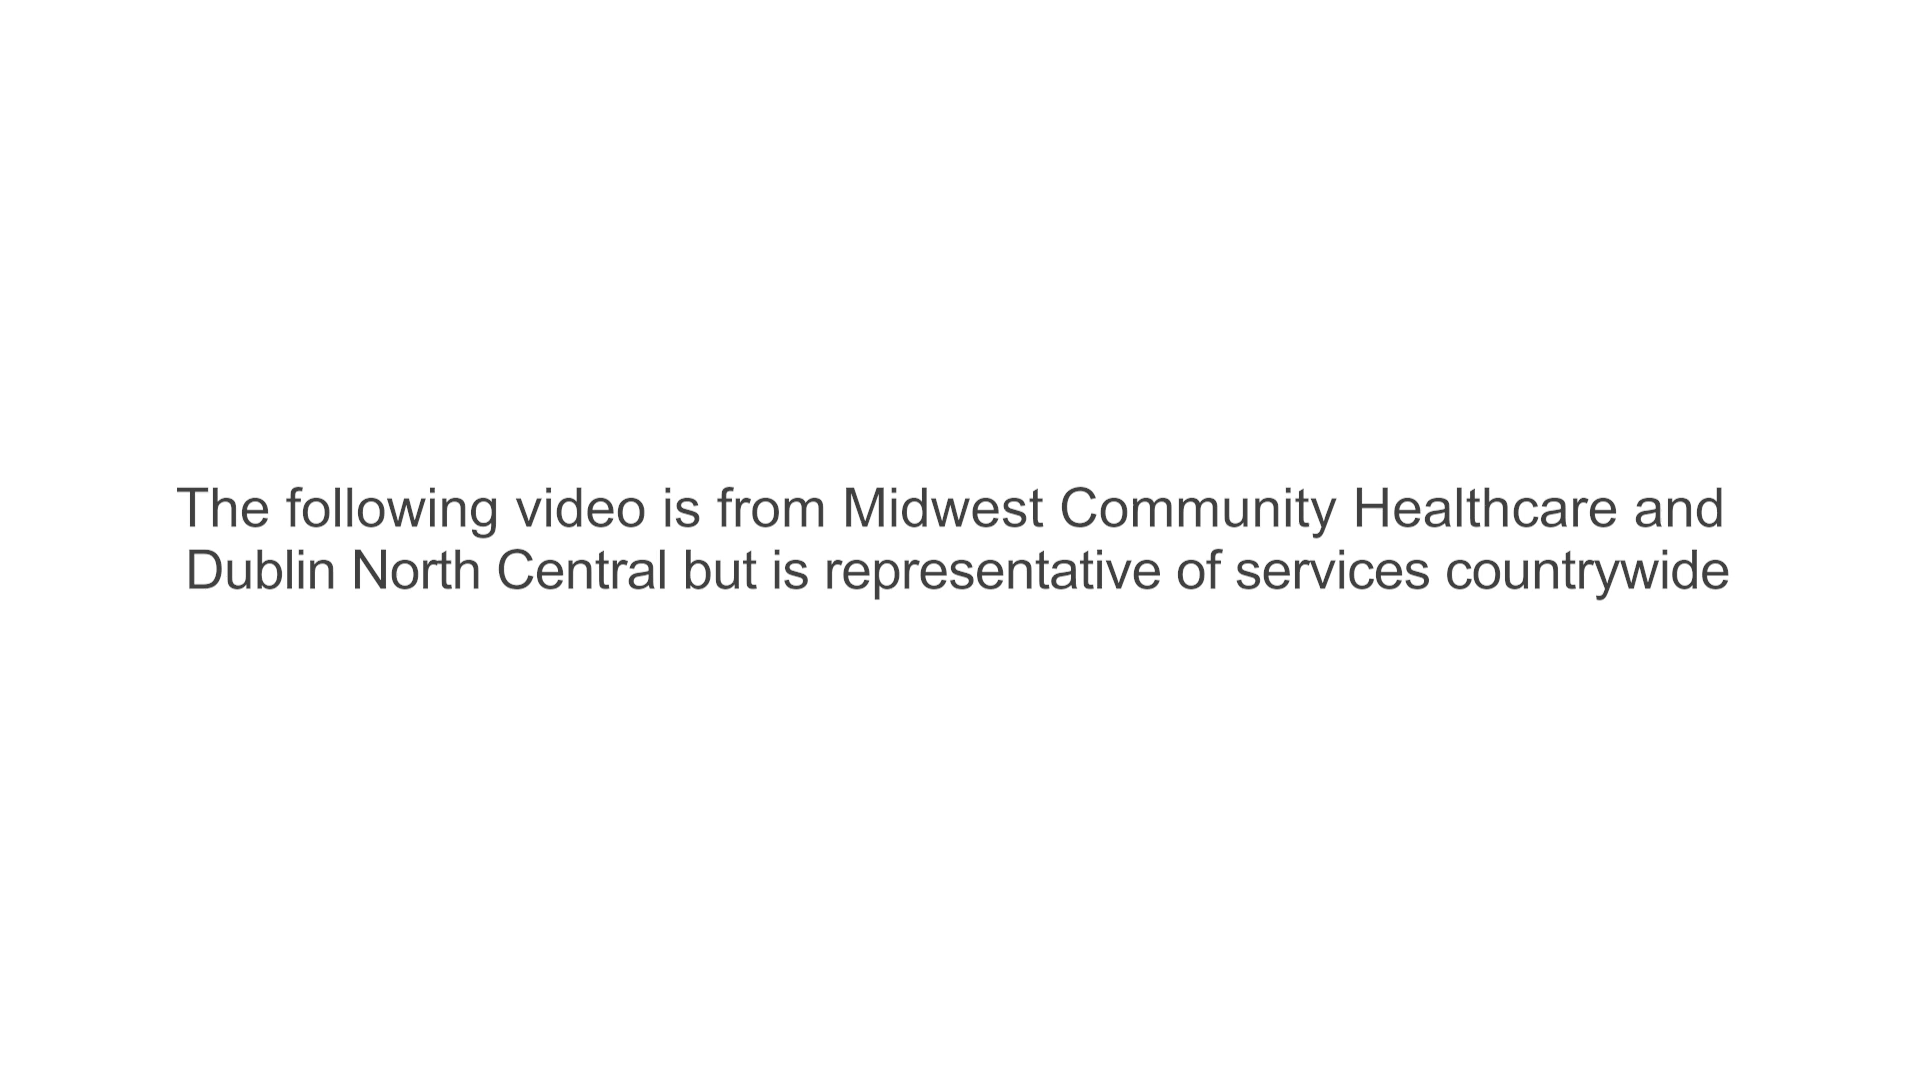 The following video is from Midwest Community Healthcare and
Dublin North Central but is representative of services countrywide